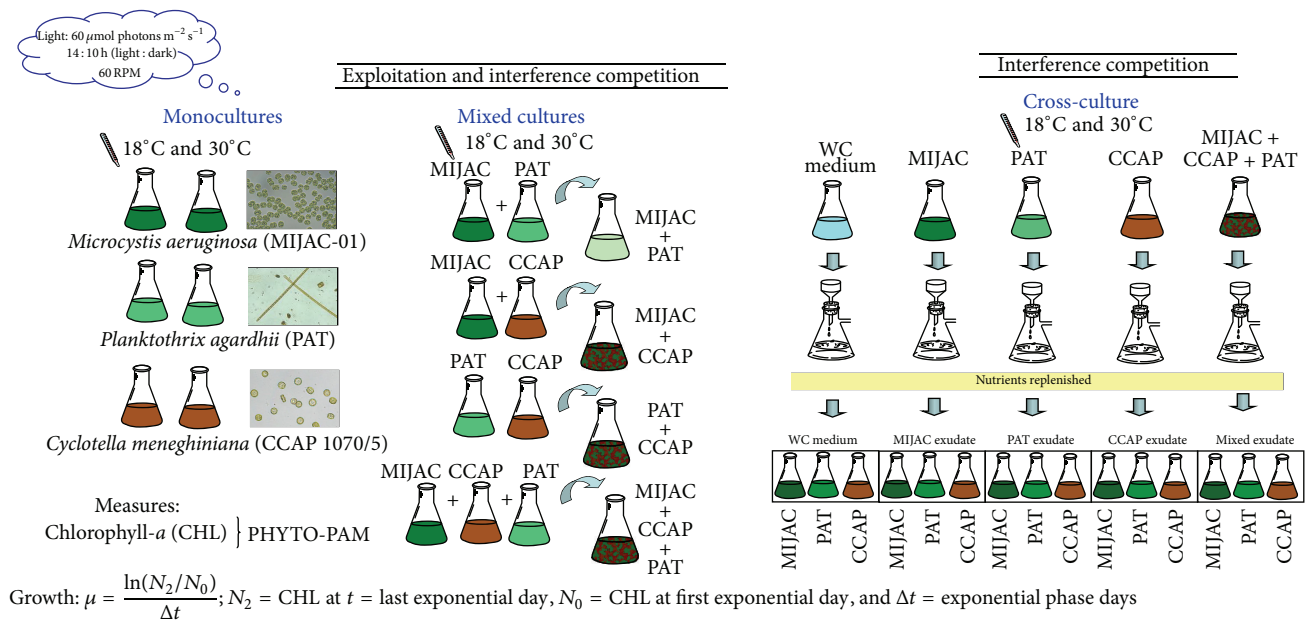 Light: 60 μmol photons m⁻² s⁻¹
14 : 10 h (light : dark)
60 RPM
Exploitation and interference competition
Interference competition
Monocultures
18°C and 30°C
Microcystis aeruginosa (MIJAC-01)
Planktothrix agardhii (PAT)
Cyclotella meneghiniana (CCAP 1070/5)
Measures:
Chlorophyll-a (CHL) } PHYTO-PAM
Mixed cultures
18°C and 30°C
MIJAC PAT
+
MIJAC
+
PAT
MIJAC CCAP
+
MIJAC
+
CCAP
PAT CCAP
PAT
+
CCAP
MIJAC CCAP PAT
+ +
MIJAC
+
CCAP
+
PAT
Cross-culture
18°C and 30°C
WC
medium
MIJAC
PAT
CCAP
MIJAC +
CCAP + PAT
Nutrients replenished
WC medium
MIJAC exudate
PAT exudate
CCAP exudate
Mixed exudate
MIJAC
PAT
CCAP
MIJAC
PAT
CCAP
MIJAC
PAT
CCAP
MIJAC
PAT
CCAP
MIJAC
PAT
CCAP
Growth: μ = ln(N₂/N₀)/Δt; N₂ = CHL at t = last exponential day, N₀ = CHL at first exponential day, and Δt = exponential phase days